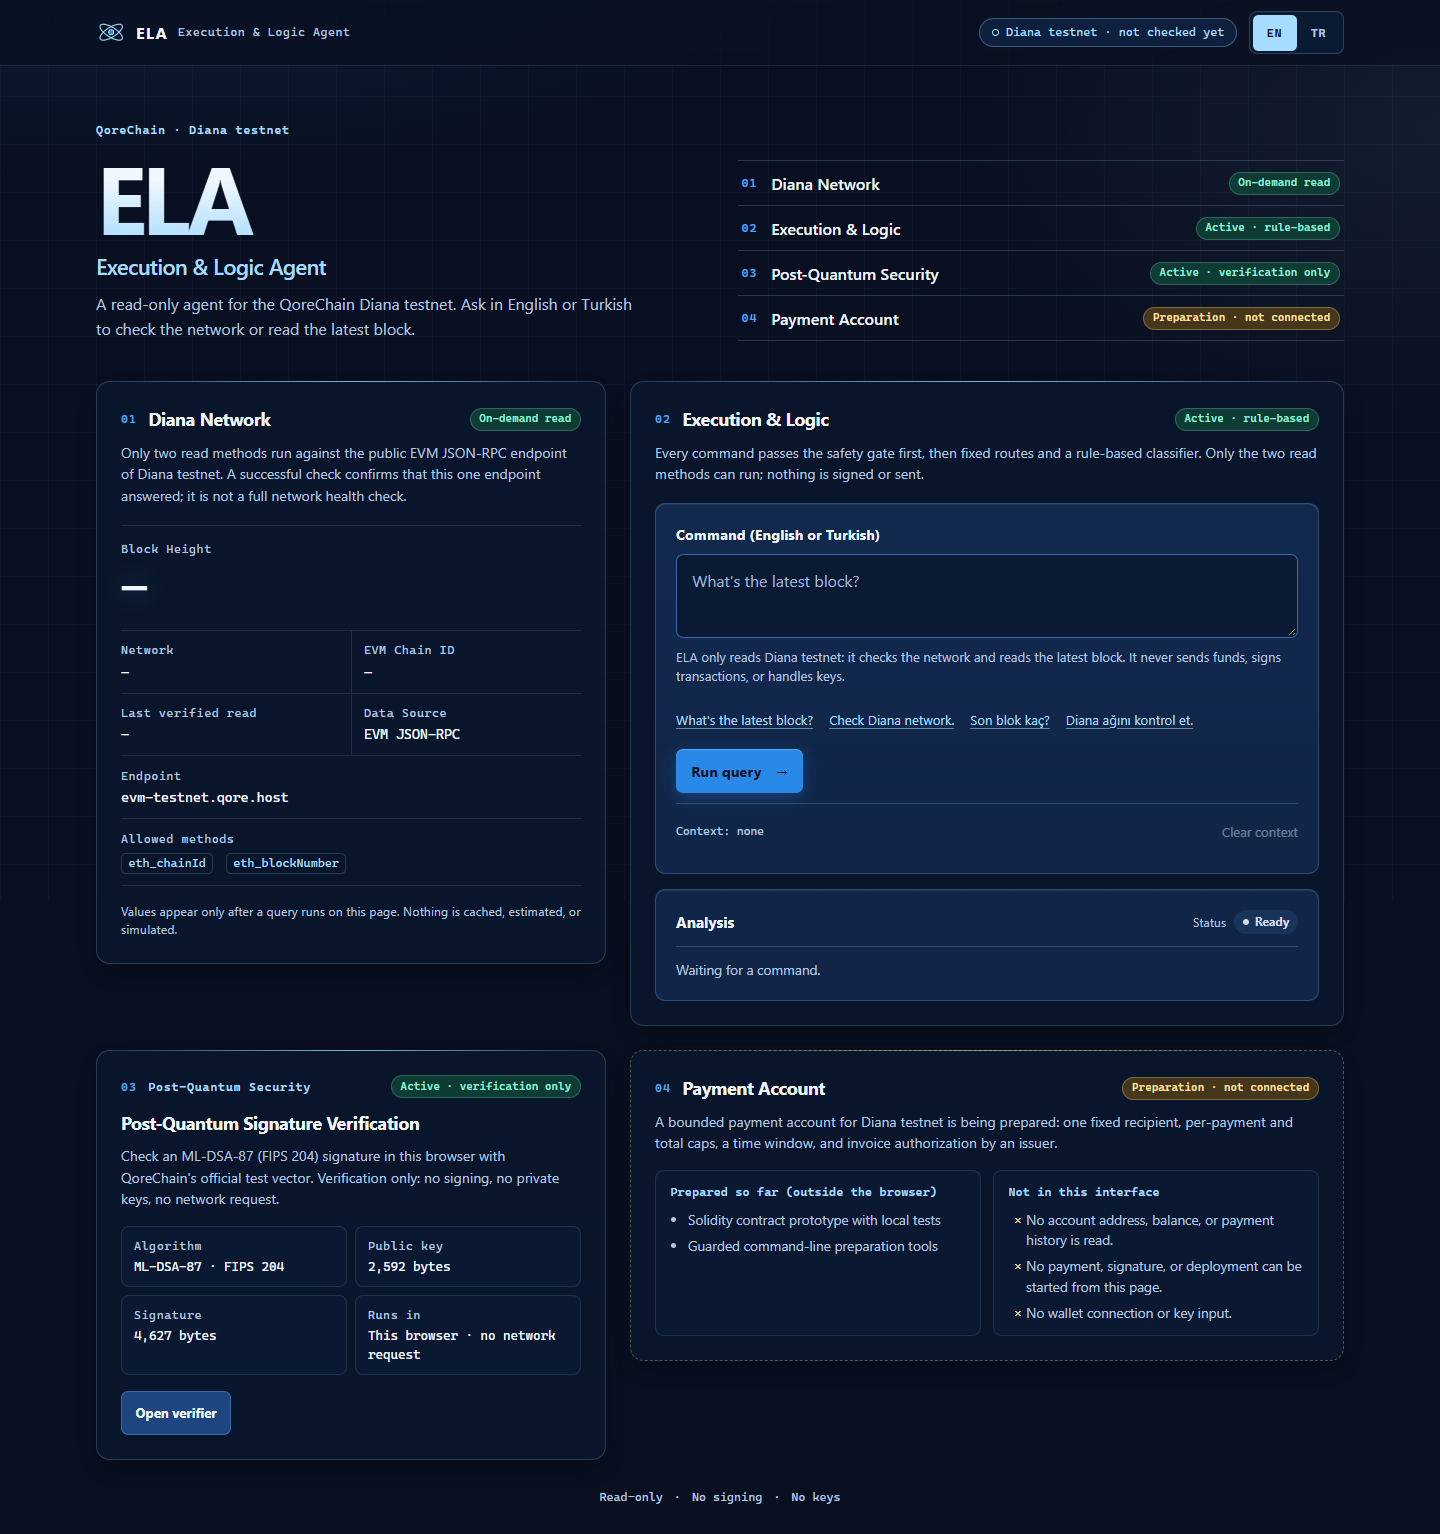 ELA Execution & Logic Agent
Diana testnet · not checked yet
EN TR
QoreChain · Diana testnet
ELA
Execution & Logic Agent
A read-only agent for the QoreChain Diana testnet. Ask in English or Turkish
to check the network or read the latest block.
01 Diana Network On-demand read
02 Execution & Logic Active · rule-based
03 Post-Quantum Security Active · verification only
04 Payment Account Preparation · not connected
01 Diana Network On-demand read
Only two read methods run against the public EVM JSON-RPC endpoint
of Diana testnet. A successful check confirms that this one endpoint
answered; it is not a full network health check.
Block Height
—
Network
—
EVM Chain ID
—
Last verified read
—
Data Source
EVM JSON-RPC
Endpoint
evm-testnet.qore.host
Allowed methods
eth_chainId eth_blockNumber
Values appear only after a query runs on this page. Nothing is cached, estimated, or
simulated.
02 Execution & Logic Active · rule-based
Every command passes the safety gate first, then fixed routes and a rule-based classifier. Only the two read
methods can run; nothing is signed or sent.
Command (English or Turkish)
What's the latest block?
ELA only reads Diana testnet: it checks the network and reads the latest block. It never sends funds, signs
transactions, or handles keys.
What's the latest block? Check Diana network. Son blok kaç? Diana ağını kontrol et.
Run query →
Context: none Clear context
Analysis Status Ready
Waiting for a command.
03 Post-Quantum Security Active · verification only
Post-Quantum Signature Verification
Check an ML-DSA-87 (FIPS 204) signature in this browser with
QoreChain's official test vector. Verification only: no signing, no private
keys, no network request.
Algorithm
ML-DSA-87 · FIPS 204
Public key
2,592 bytes
Signature
4,627 bytes
Runs in
This browser · no network
request
Open verifier
04 Payment Account Preparation · not connected
A bounded payment account for Diana testnet is being prepared: one fixed recipient, per-payment and
total caps, a time window, and invoice authorization by an issuer.
Prepared so far (outside the browser)
• Solidity contract prototype with local tests
• Guarded command-line preparation tools
Not in this interface
× No account address, balance, or payment
history is read.
× No payment, signature, or deployment can be
started from this page.
× No wallet connection or key input.
Read-only · No signing · No keys